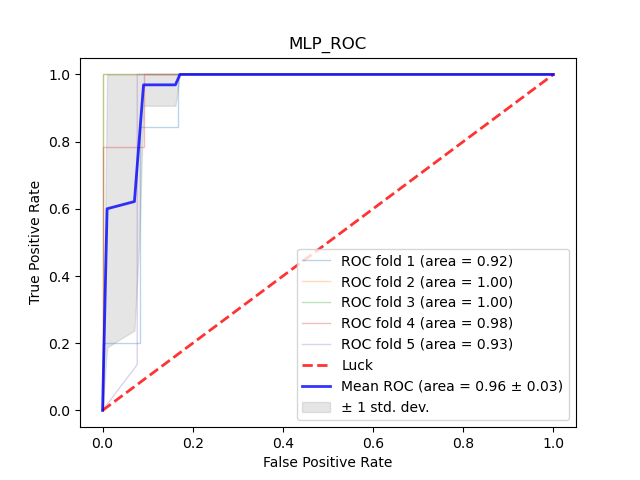 MLP_ROC
True Positive Rate
1.0
0.8
0.6
0.4
0.2
0.0
ROC fold 1 (area = 0.92)
ROC fold 2 (area = 1.00)
ROC fold 3 (area = 1.00)
ROC fold 4 (area = 0.98)
ROC fold 5 (area = 0.93)
Luck
Mean ROC (area = 0.96 ± 0.03)
± 1 std. dev.
0.0 0.2 0.4 0.6 0.8 1.0
False Positive Rate